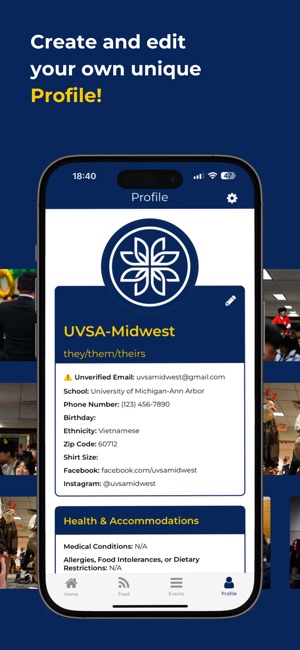 Create and edit
your own unique
Profile!
18:40
47
Profile
UVSA-Midwest
they/them/theirs
⚠️ Unverified Email: uvsamidwest@gmail.com
School: University of Michigan-Ann Arbor
Phone Number: (123) 456-7890
Birthday:
Ethnicity: Vietnamese
Zip Code: 60712
Shirt Size:
Facebook: facebook.com/uvsamidwest
Instagram: @uvsamidwest
Health & Accommodations
Medical Conditions: N/A
Allergies, Food Intolerances, or Dietary
Restrictions: N/A
Home Feed Events Profile